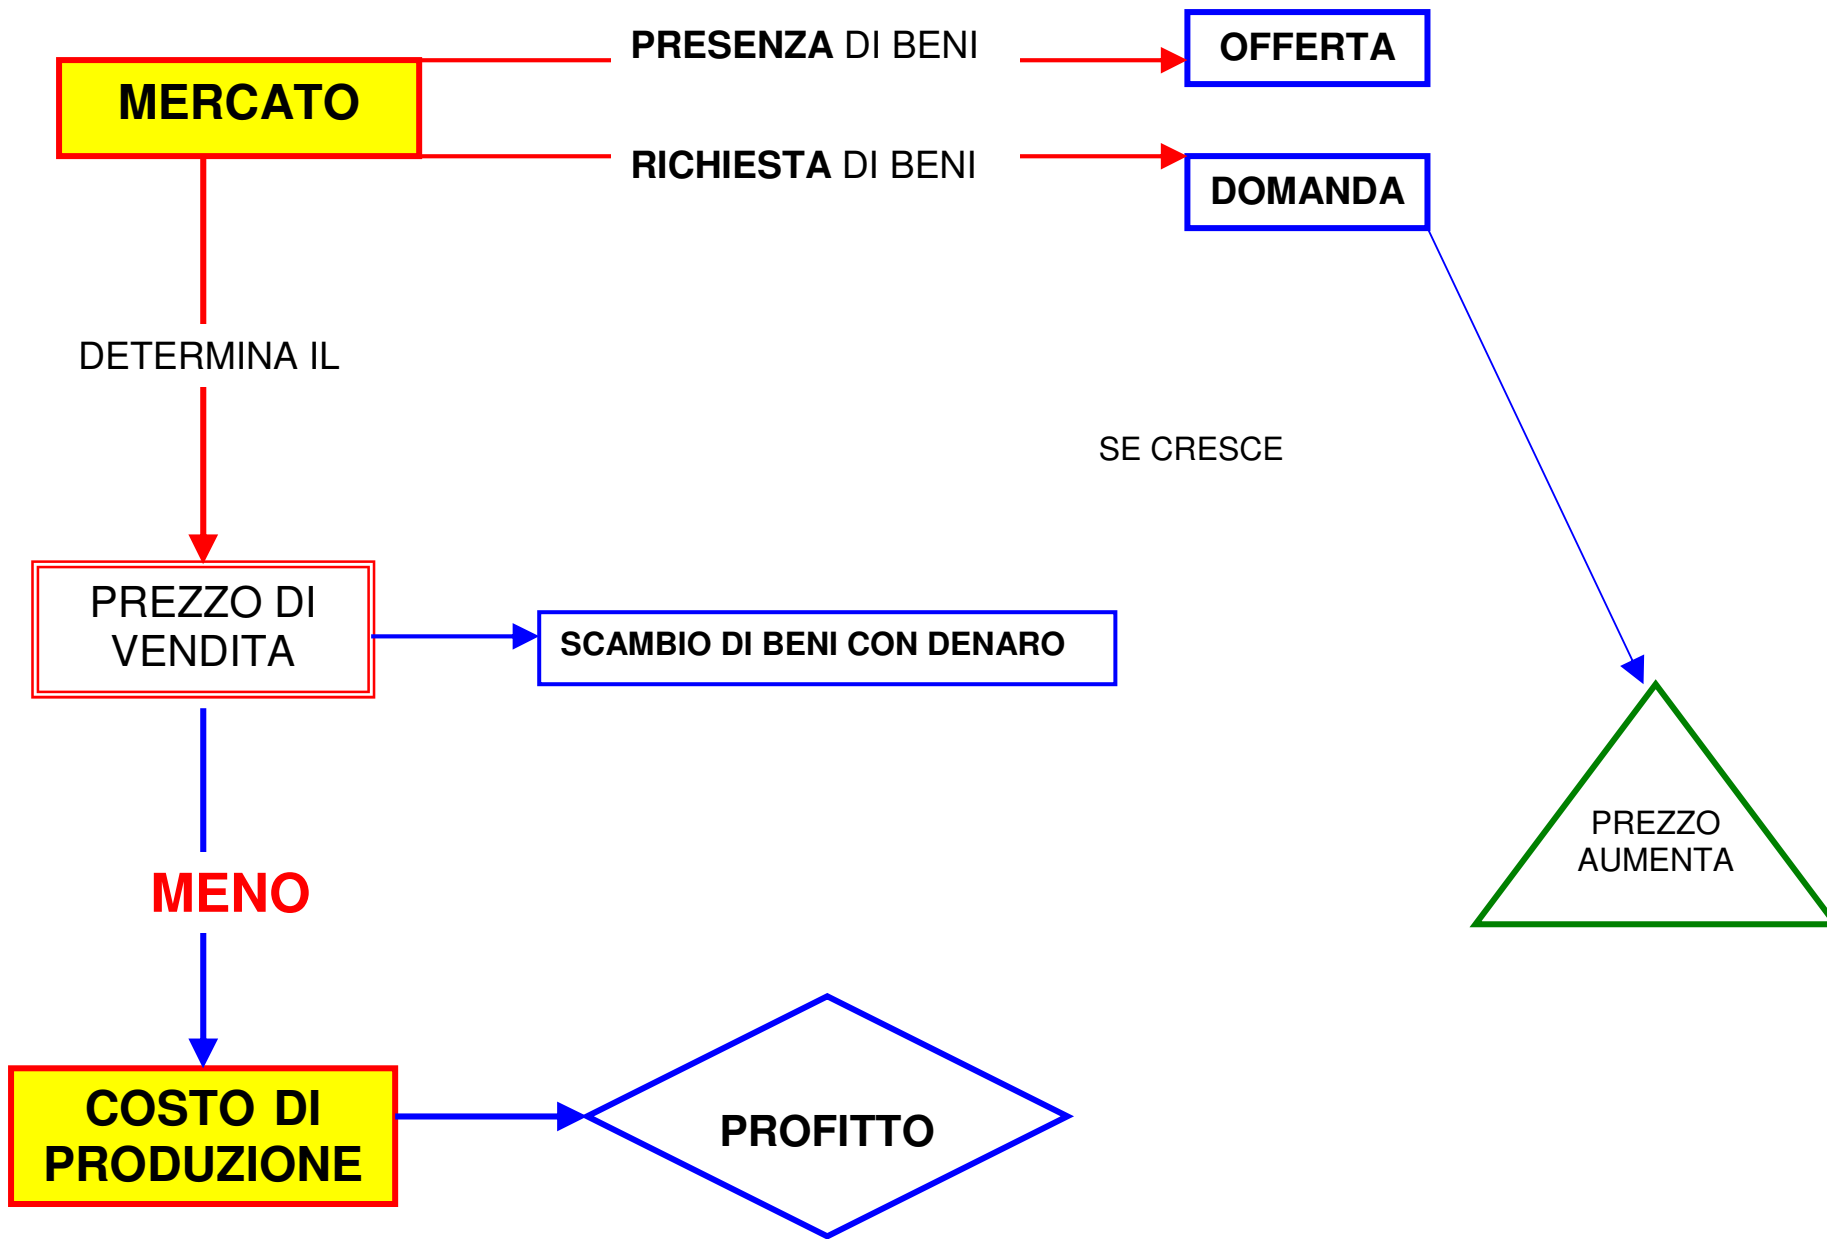 PRESENZA DI BENI
OFFERTA
MERCATO
RICHIESTA DI BENI
DOMANDA
DETERMINA IL
SE CRESCE
PREZZO DI
VENDITA
SCAMBIO DI BENI CON DENARO
PREZZO
AUMENTA
MENO
COSTO DI
PRODUZIONE
PROFITTO